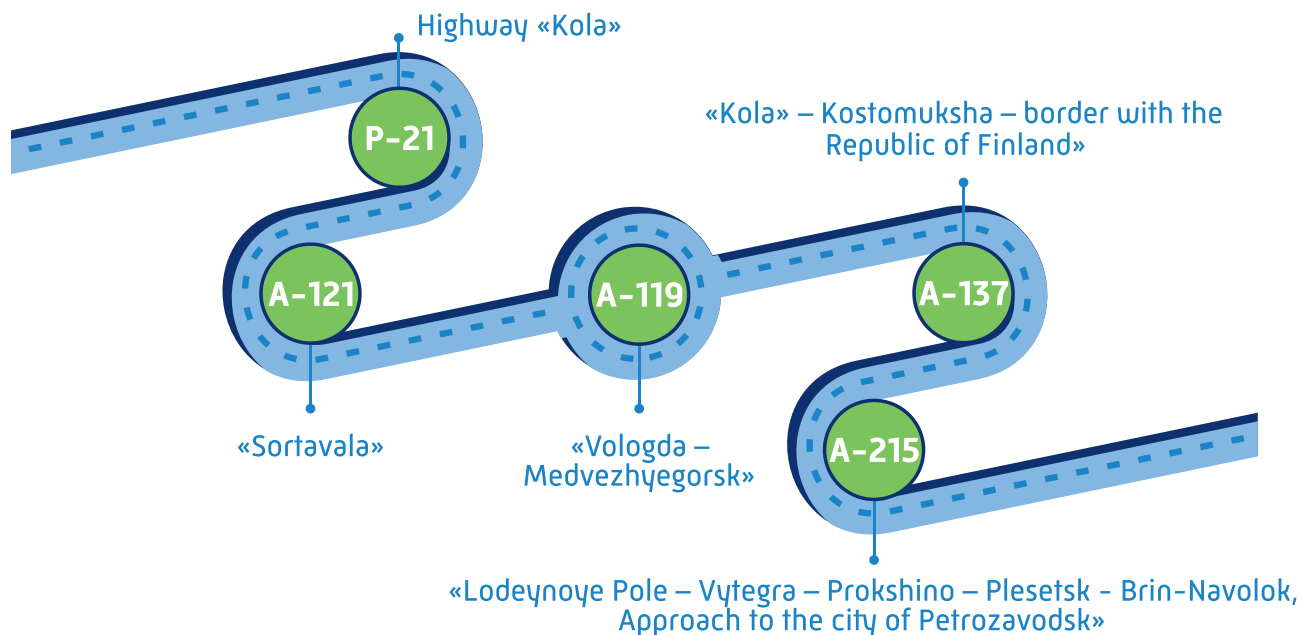 Highway «Kola»
P-21
«Kola» – Kostomuksha – border with the
Republic of Finland»
A-121
A-119
A-137
«Sortavala»
«Vologda –
Medvezhyegorsk»
A-215
«Lodeynoye Pole – Vytegra – Prokshino – Plesetsk - Brin-Navolok,
Approach to the city of Petrozavodsk»